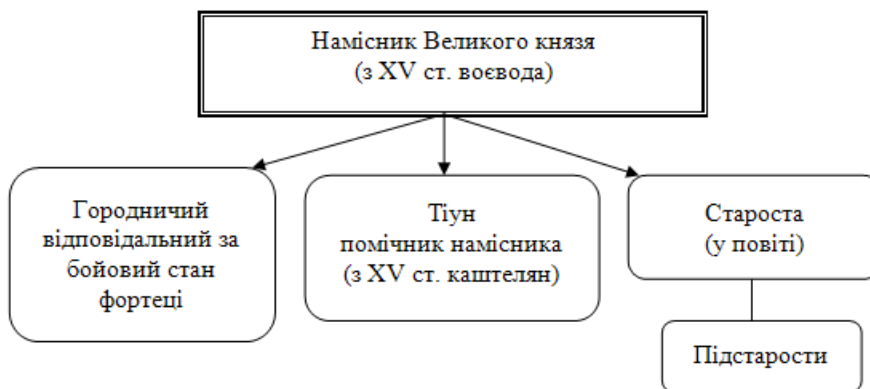 Намісник Великого князя
(з XV ст. воєвода)
Городничий
відповідальний за
бойовий стан
фортеці
Тіун
помічник намісника
(з XV ст. каштелян)
Староста
(у повіті)
Підстарости